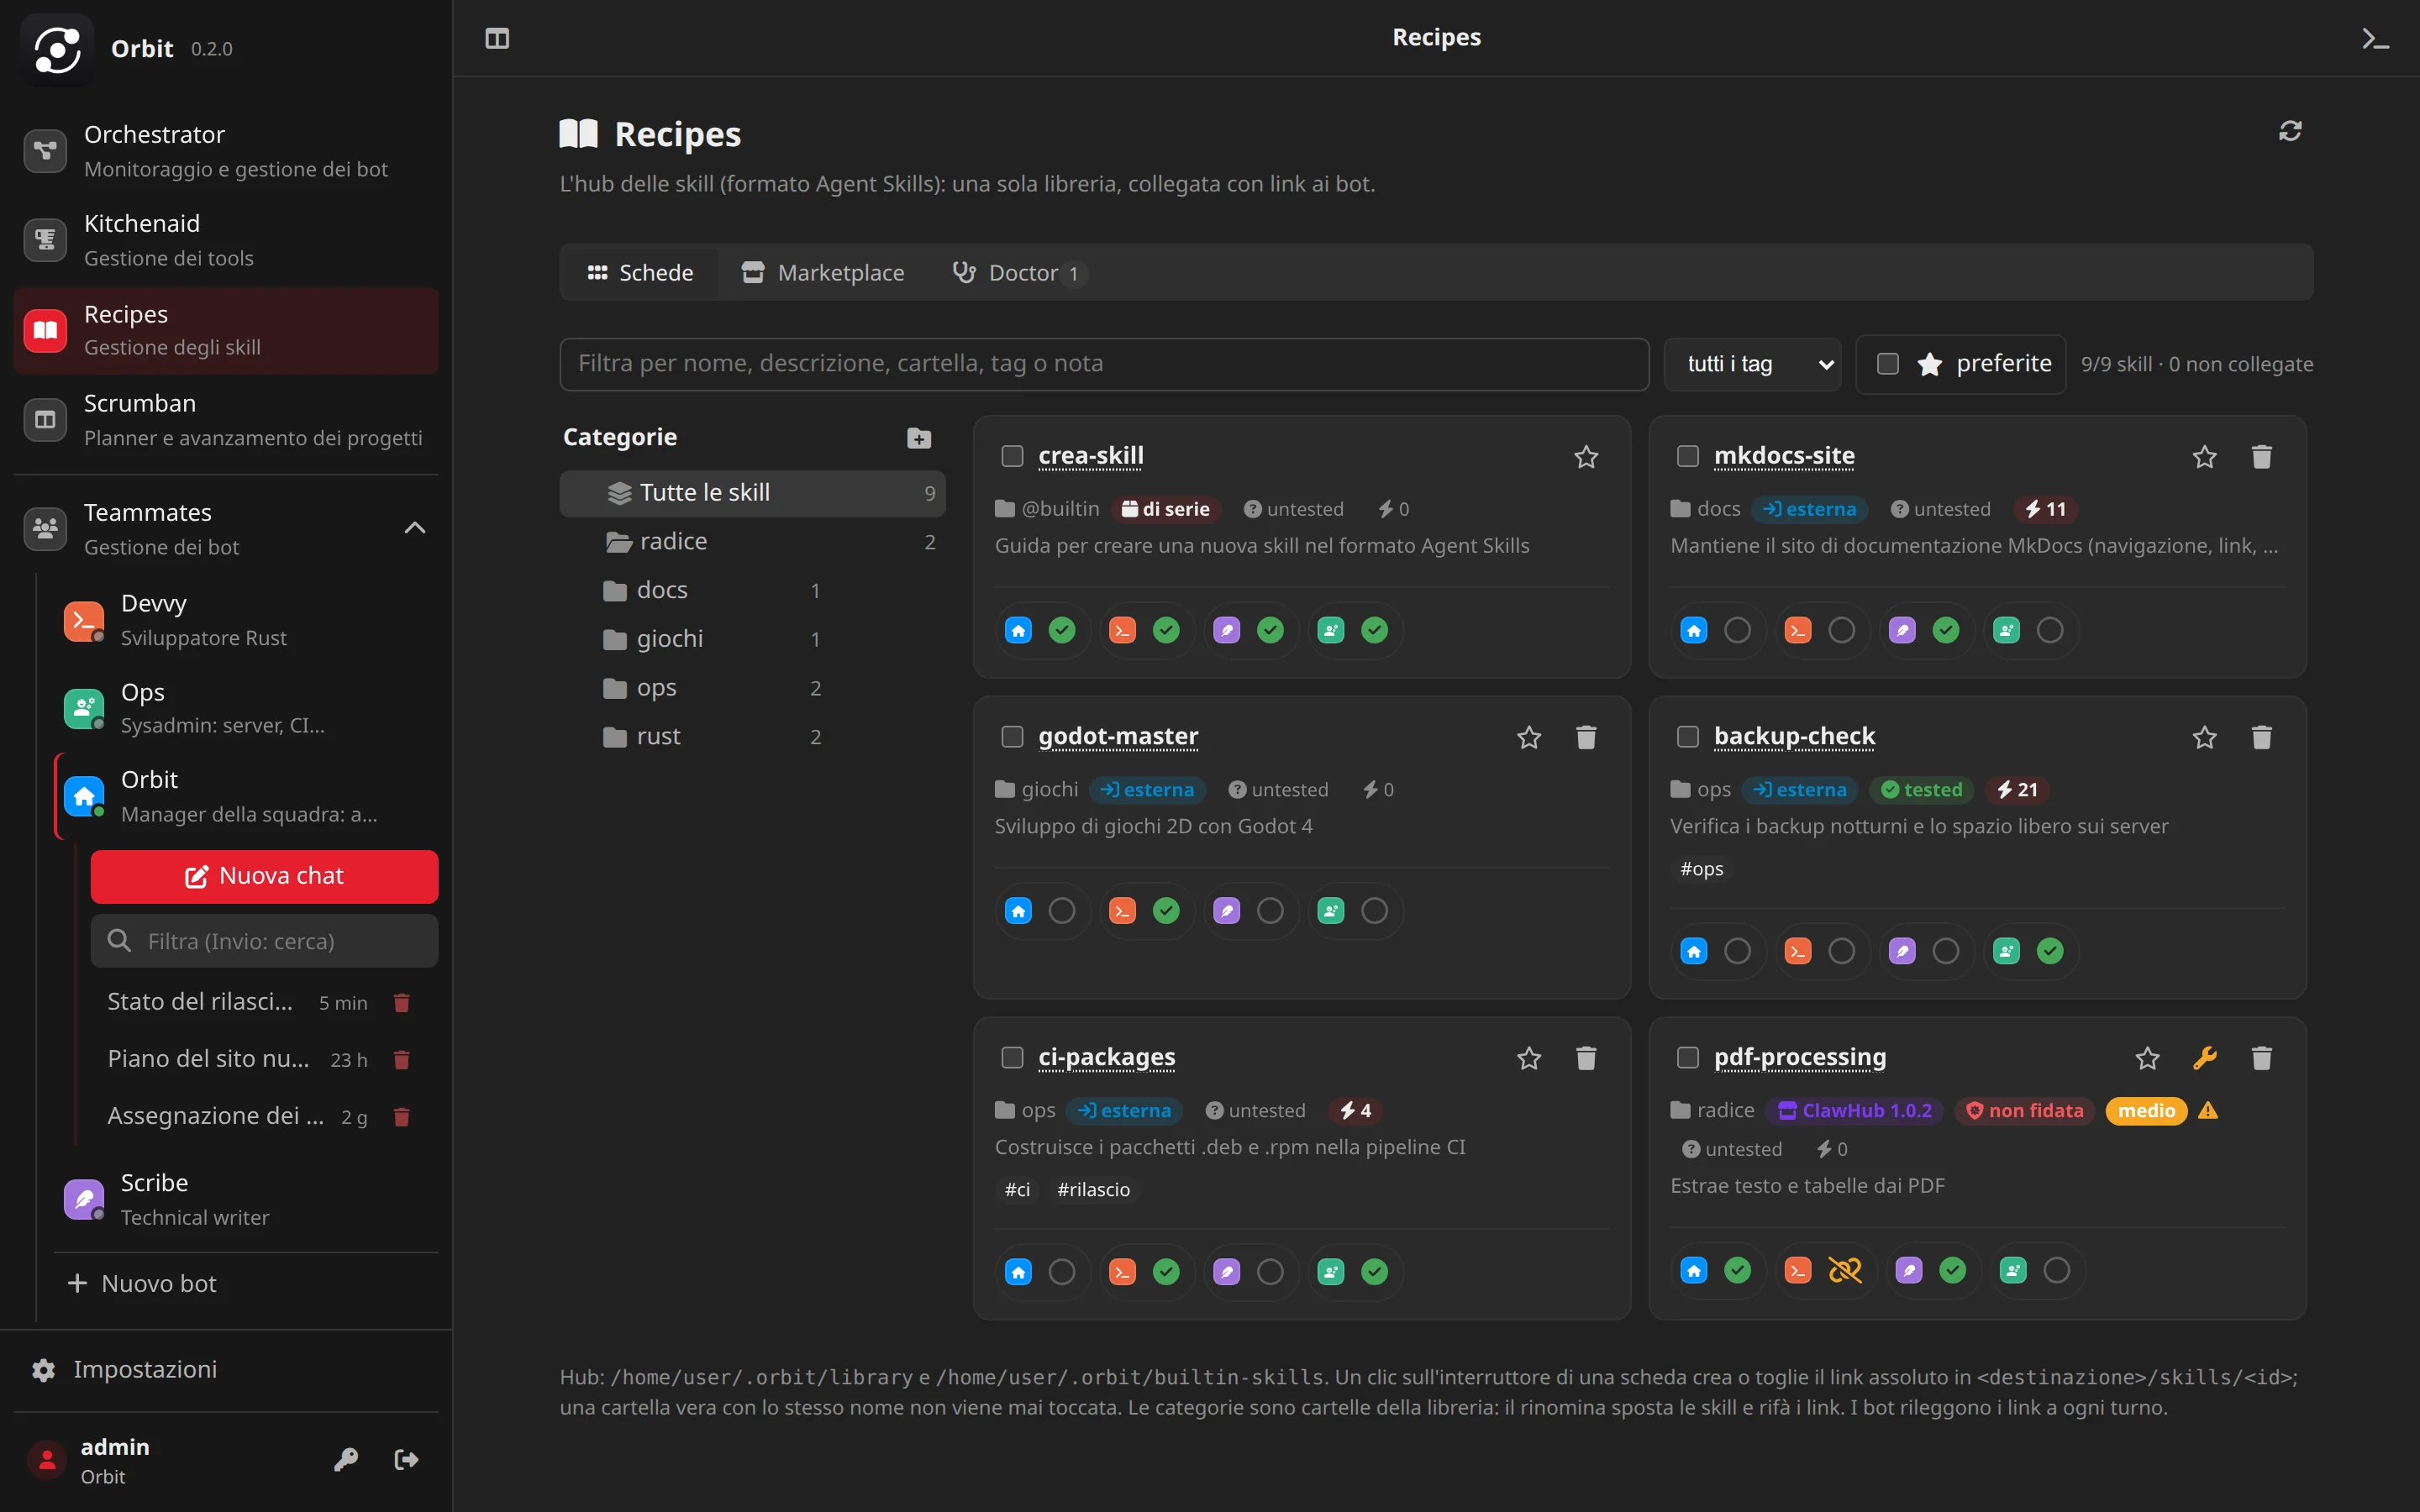 Orbit 0.2.0
Orchestrator
Monitoraggio e gestione dei bot
Kitchenaid
Gestione dei tools
Recipes
Gestione degli skill
Scrumban
Planner e avanzamento dei progetti
Teammates
Gestione dei bot
Devvy
Sviluppatore Rust
Ops
Sysadmin: server, CI...
Orbit
Manager della squadra: a...
Nuova chat
Filtra (Invio: cerca)
Stato del rilasci... 5 min
Piano del sito nu... 23 h
Assegnazione dei ... 2 g
Scribe
Technical writer
Nuovo bot
Impostazioni
admin
Orbit
Recipes
Recipes
L'hub delle skill (formato Agent Skills): una sola libreria, collegata con link ai bot.
Schede Marketplace Doctor 1
Filtra per nome, descrizione, cartella, tag o nota tutti i tag preferite 9/9 skill · 0 non collegate
Categorie
Tutte le skill 9
radice 2
docs 1
giochi 1
ops 2
rust 2
crea-skill
@builtin di serie untested 0
Guida per creare una nuova skill nel formato Agent Skills
mkdocs-site
docs esterna untested 11
Mantiene il sito di documentazione MkDocs (navigazione, link, ...
godot-master
giochi esterna untested 0
Sviluppo di giochi 2D con Godot 4
backup-check
ops esterna tested 21
Verifica i backup notturni e lo spazio libero sui server
#ops
ci-packages
ops esterna untested 4
Costruisce i pacchetti .deb e .rpm nella pipeline CI
#ci #rilascio
pdf-processing
radice ClawHub 1.0.2 non fidata medio
untested 0
Estrae testo e tabelle dai PDF
Hub: /home/user/.orbit/library e /home/user/.orbit/builtin-skills. Un clic sull'interruttore di una scheda crea o toglie il link assoluto in <destinazione>/skills/<id>;
una cartella vera con lo stesso nome non viene mai toccata. Le categorie sono cartelle della libreria: il rinomina sposta le skill e rifà i link. I bot rileggono i link a ogni turno.